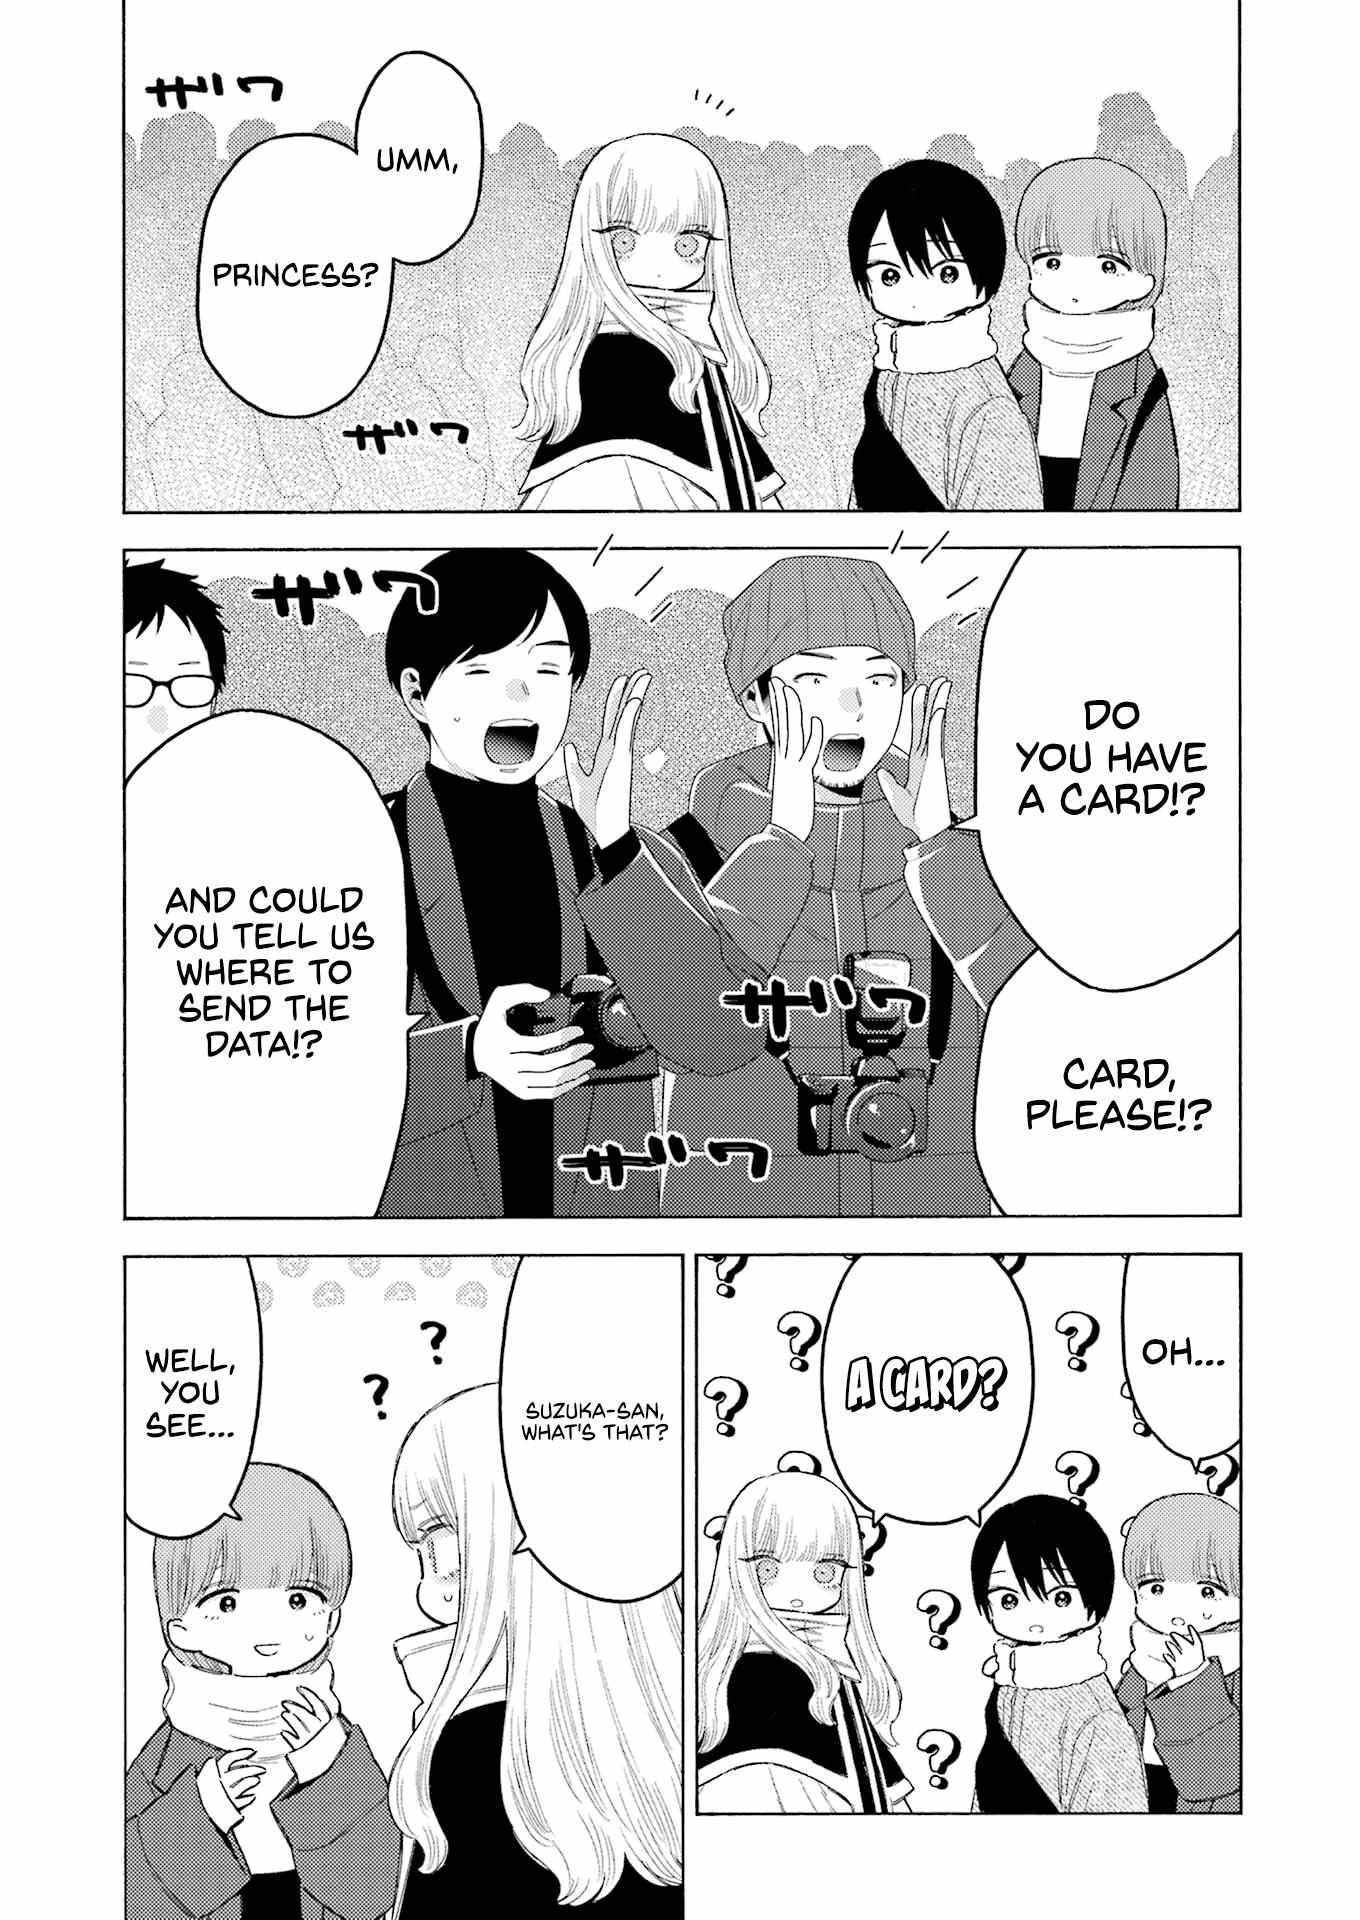 ザワ
UMM,
PRINCESS?
ザワ
DO
YOU HAVE
A CARD!?
CARD,
PLEASE!?
ザワ
AND COULD
YOU TELL US
WHERE TO
SEND THE
DATA!?
ザワ
ザワ
OH...
A CARD?
? ? ? ? ? ? ? ? ?
SUZUKA-SAN,
WHAT'S THAT?
?
?
WELL,
YOU
SEE...